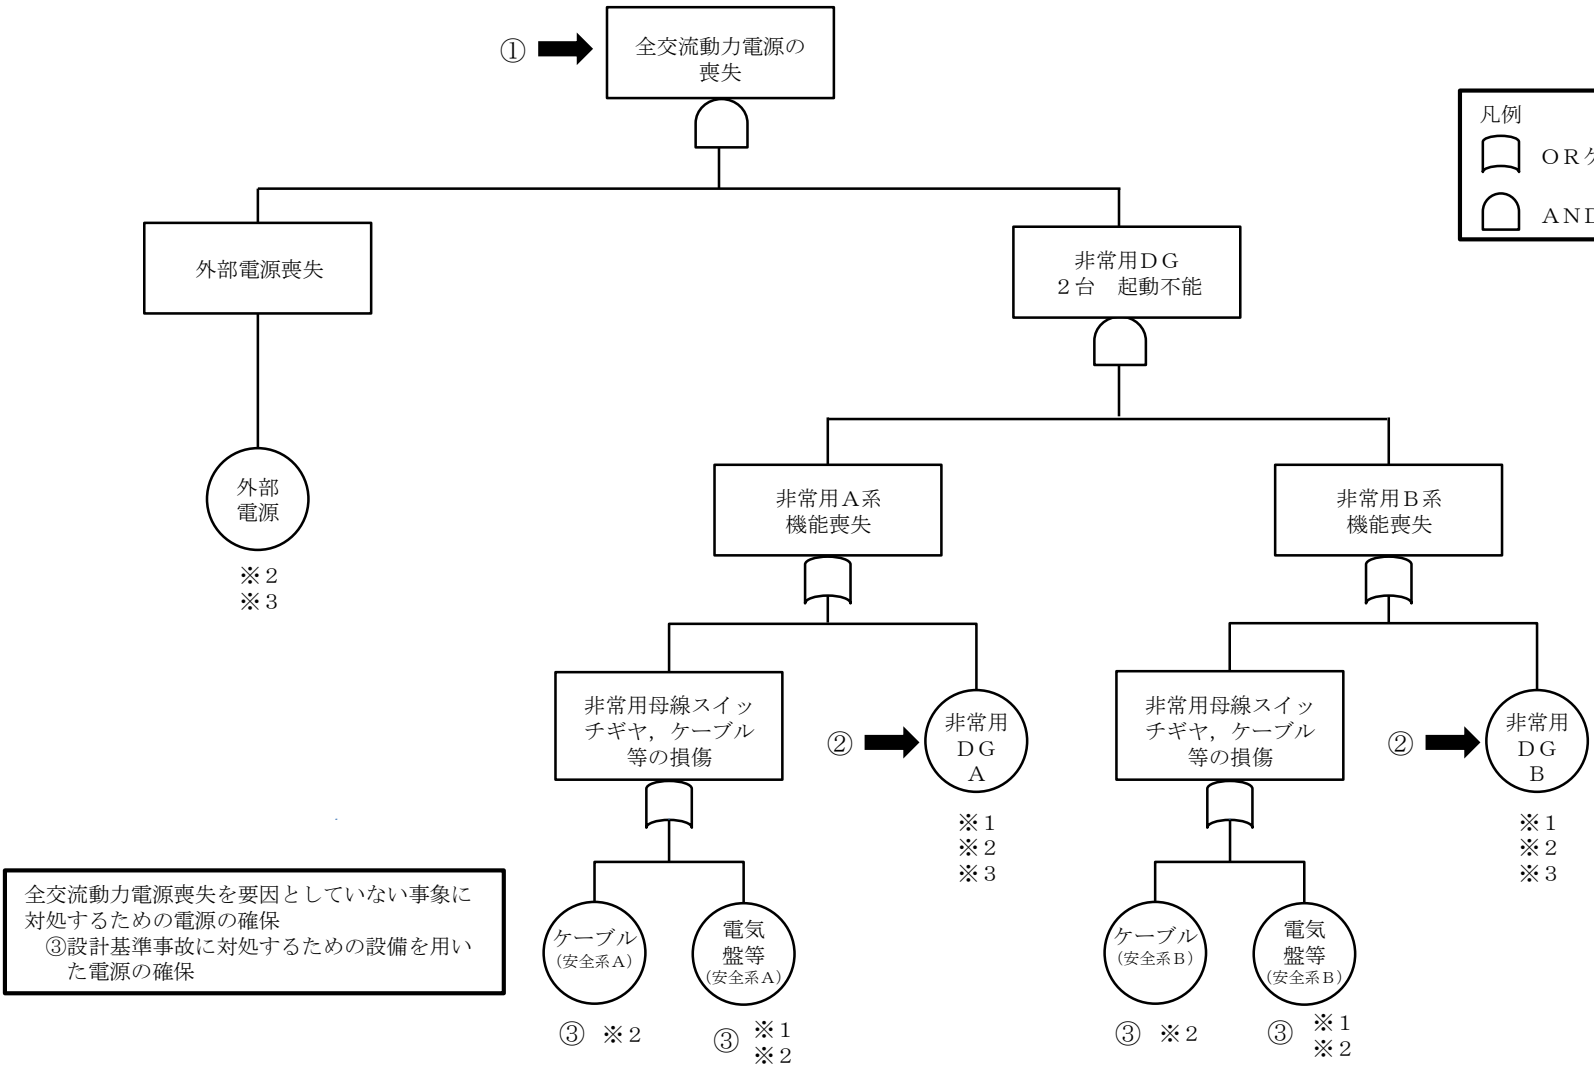 ①
全交流動力電源の
喪失
凡例
ORゲ
AND
外部電源喪失
非常用DG
2台　起動不能
外部
電源
※2
※3
非常用A系
機能喪失
非常用B系
機能喪失
非常用母線スイッ
チギヤ，ケーブル
等の損傷
②
非常用
DG
A
※1
※2
※3
非常用母線スイッ
チギヤ，ケーブル
等の損傷
②
非常用
DG
B
※1
※2
※3
全交流動力電源喪失を要因としていない事象に
対処するための電源の確保
③設計基準事故に対処するための設備を用い
た電源の確保
ケーブル
(安全系A)
③ ※2
電気
盤等
(安全系A)
③ ※1
※2
ケーブル
(安全系B)
③ ※2
電気
盤等
(安全系B)
③ ※1
※2